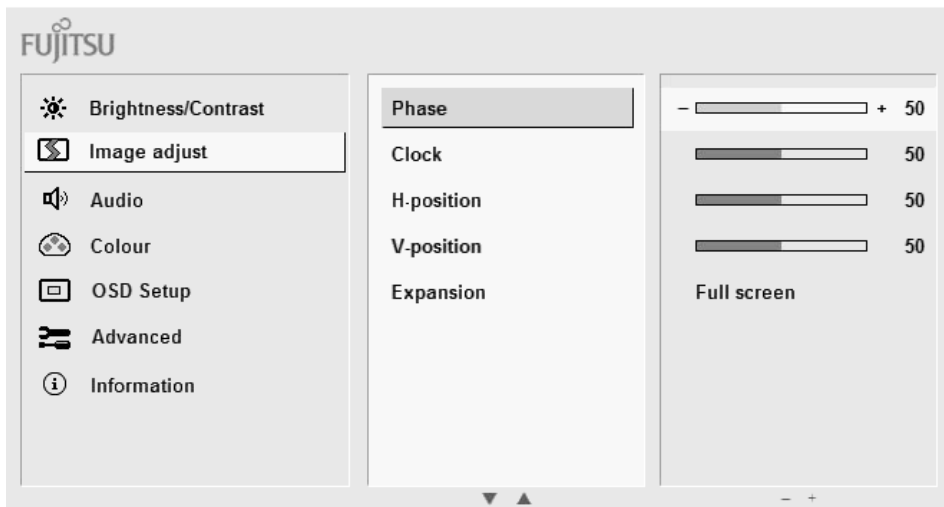 FUJITSU
Brightness/Contrast
Image adjust
Audio
Colour
OSD Setup
Advanced
Information
Phase
Clock
H-position
V-position
Expansion
– + 50
50
50
50
Full screen
– +